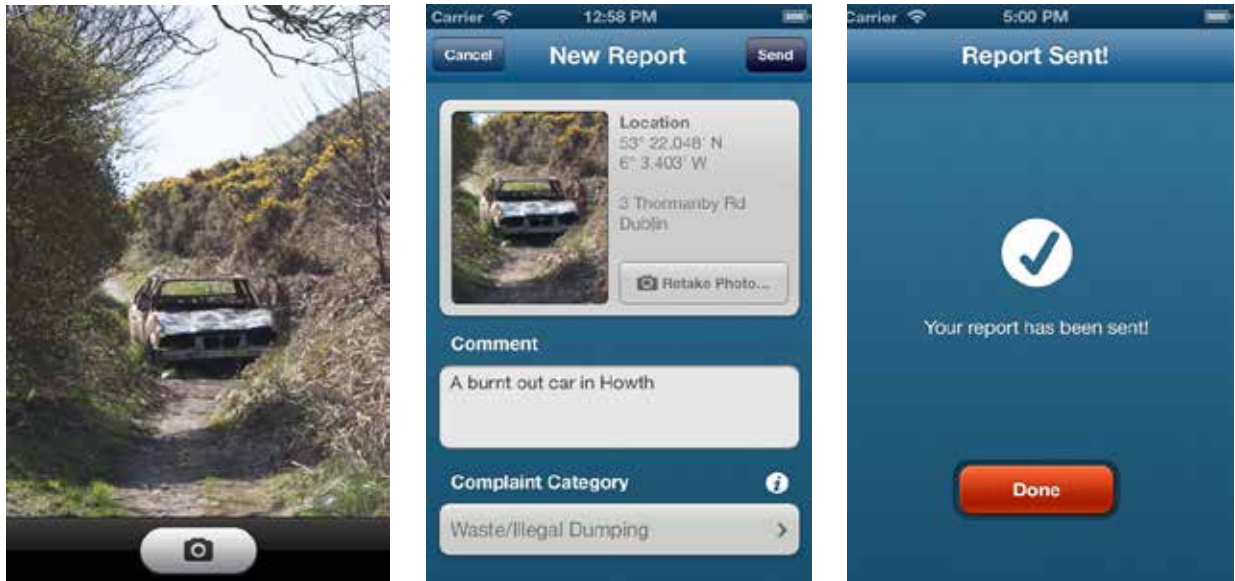 Carrier 12:58 PM
Cancel New Report Send
Location
53° 22.048' N
6° 3.403' W
3 Thormanby Rd
Dublin
Retake Photo...
Comment
A burnt out car in Howth
Complaint Category
Waste/Illegal Dumping
Carrier 5:00 PM
Report Sent!
Your report has been sent!
Done